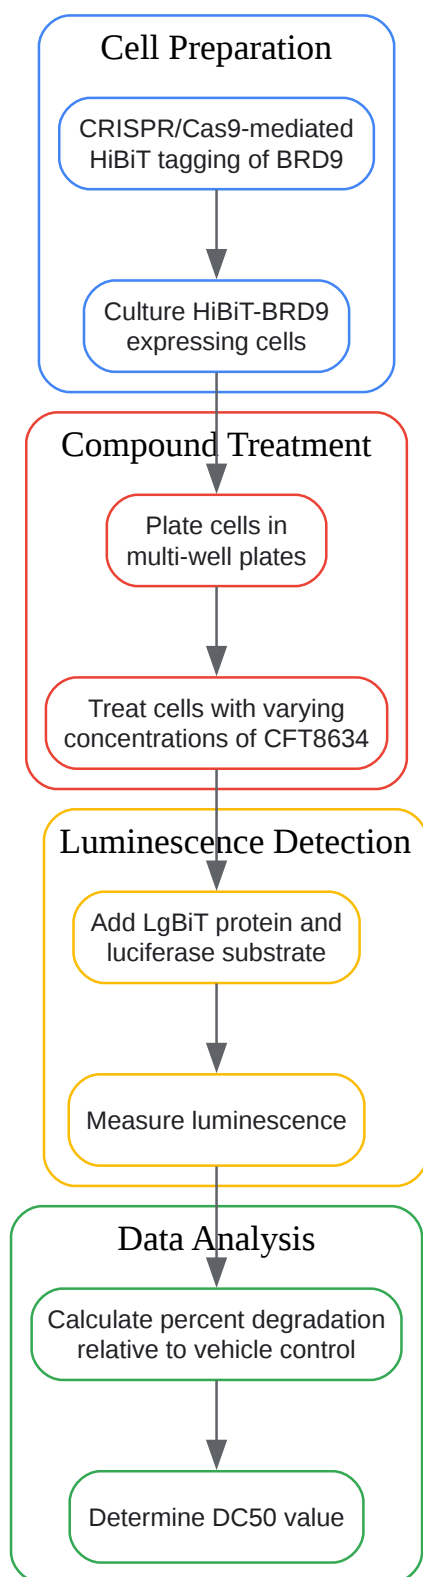 Cell Preparation
CRISPR/Cas9-mediated
HiBiT tagging of BRD9
Culture HiBiT-BRD9
expressing cells
Compound Treatment
Plate cells in
multi-well plates
Treat cells with varying
concentrations of CFT8634
Luminescence Detection
Add LgBiT protein and
luciferase substrate
Measure luminescence
Data Analysis
Calculate percent degradation
relative to vehicle control
Determine DC50 value